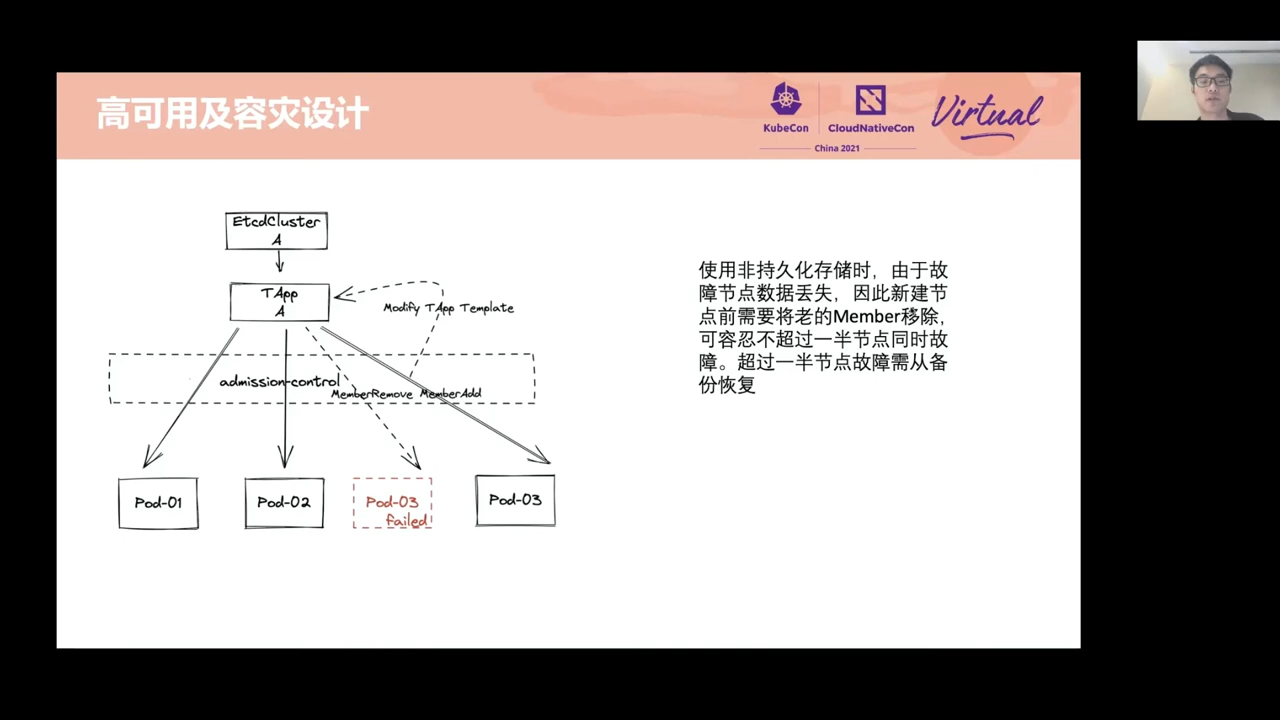 高可用及容灾设计
KubeCon
CloudNativeCon
Virtual
China 2021
EtcdCluster
A
TApp
A
Modify TApp Template
admission-control
MemberRemove MemberAdd
Pod-01
Pod-02
Pod-03
failed
Pod-03
使用非持久化存储时，由于故
障节点数据丢失，因此新建节
点前需要将老的Member移除，
可容忍不超过一半节点同时故
障。超过一半节点故障需从备
份恢复